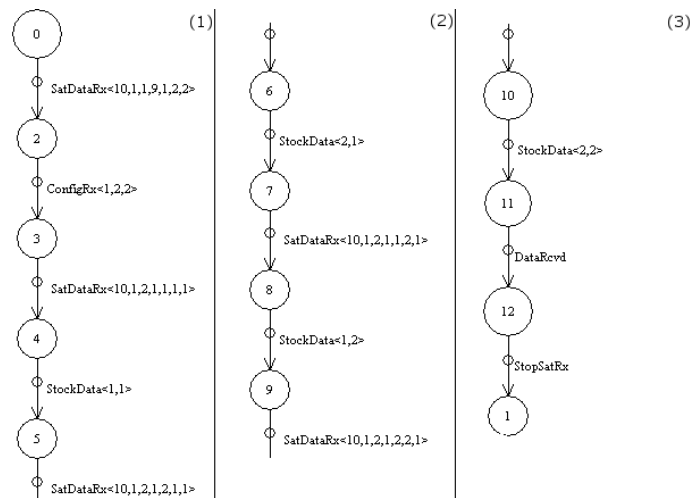 (1)
0
SatDataRx<10,1,1,9,1,2,2>
2
ConfigRx<1,2,2>
3
SatDataRx<10,1,2,1,1,1,1>
4
StockData<1,1>
5
SatDataRx<10,1,2,1,2,1,1>
(2)
6
StockData<2,1>
7
SatDataRx<10,1,2,1,1,2,1>
8
StockData<1,2>
9
SatDataRx<10,1,2,1,2,2,1>
(3)
10
StockData<2,2>
11
DataRcvd
12
StopSatRx
1